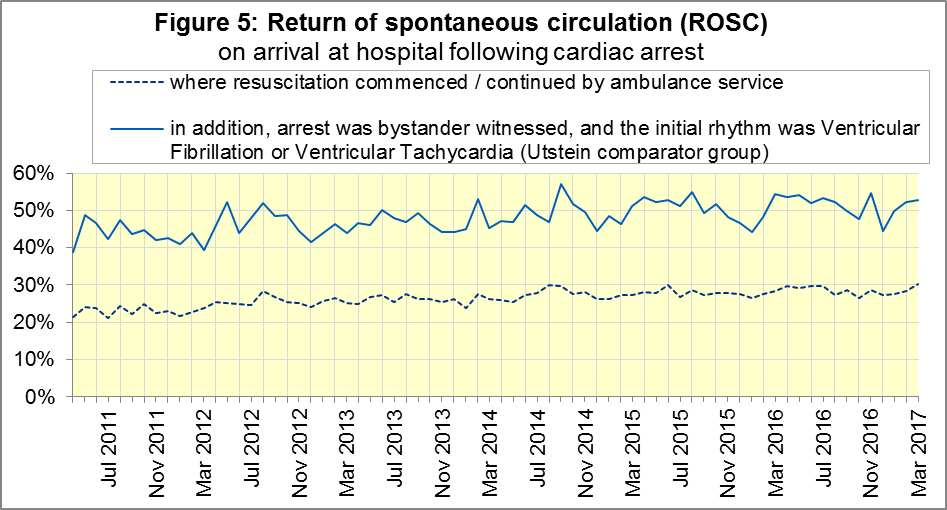 Figure 5: Return of spontaneous circulation (ROSC)
on arrival at hospital following cardiac arrest
where resuscitation commenced / continued by ambulance service
in addition, arrest was bystander witnessed, and the initial rhythm was Ventricular
Fibrillation or Ventricular Tachycardia (Utstein comparator group)
60%
50%
40%
30%
20%
10%
0%
Jul 2011
Nov 2011
Mar 2012
Jul 2012
Nov 2012
Mar 2013
Jul 2013
Nov 2013
Mar 2014
Jul 2014
Nov 2014
Mar 2015
Jul 2015
Nov 2015
Mar 2016
Jul 2016
Nov 2016
Mar 2017